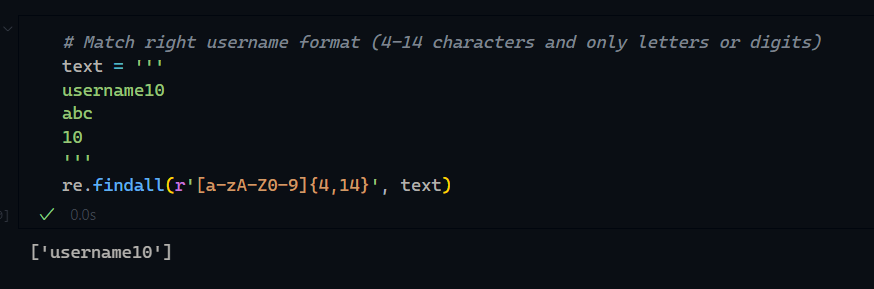 # Match right username format (4-14 characters and only letters or digits)
text = '''
username10
abc
10
'''
re.findall(r'[a-zA-Z0-9]{4,14}', text)
0.0s
['username10']